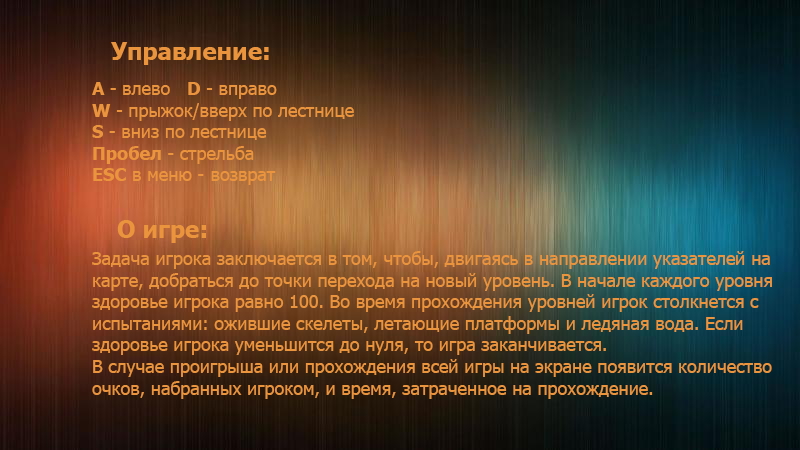 Управление:
A - влево   D - вправо
W - прыжок/вверх по лестнице
S - вниз по лестнице
Пробел - стрельба
ESC в меню - возврат
О игре:
Задача игрока заключается в том, чтобы, двигаясь в направлении указателей на
карте, добраться до точки перехода на новый уровень. В начале каждого уровня
здоровье игрока равно 100. Во время прохождения уровней игрок столкнется с
испытаниями: ожившие скелеты, летающие платформы и ледяная вода. Если
здоровье игрока уменьшится до нуля, то игра заканчивается.
В случае проигрыша или прохождения всей игры на экране появится количество
очков, набранных игроком, и время, затраченное на прохождение.